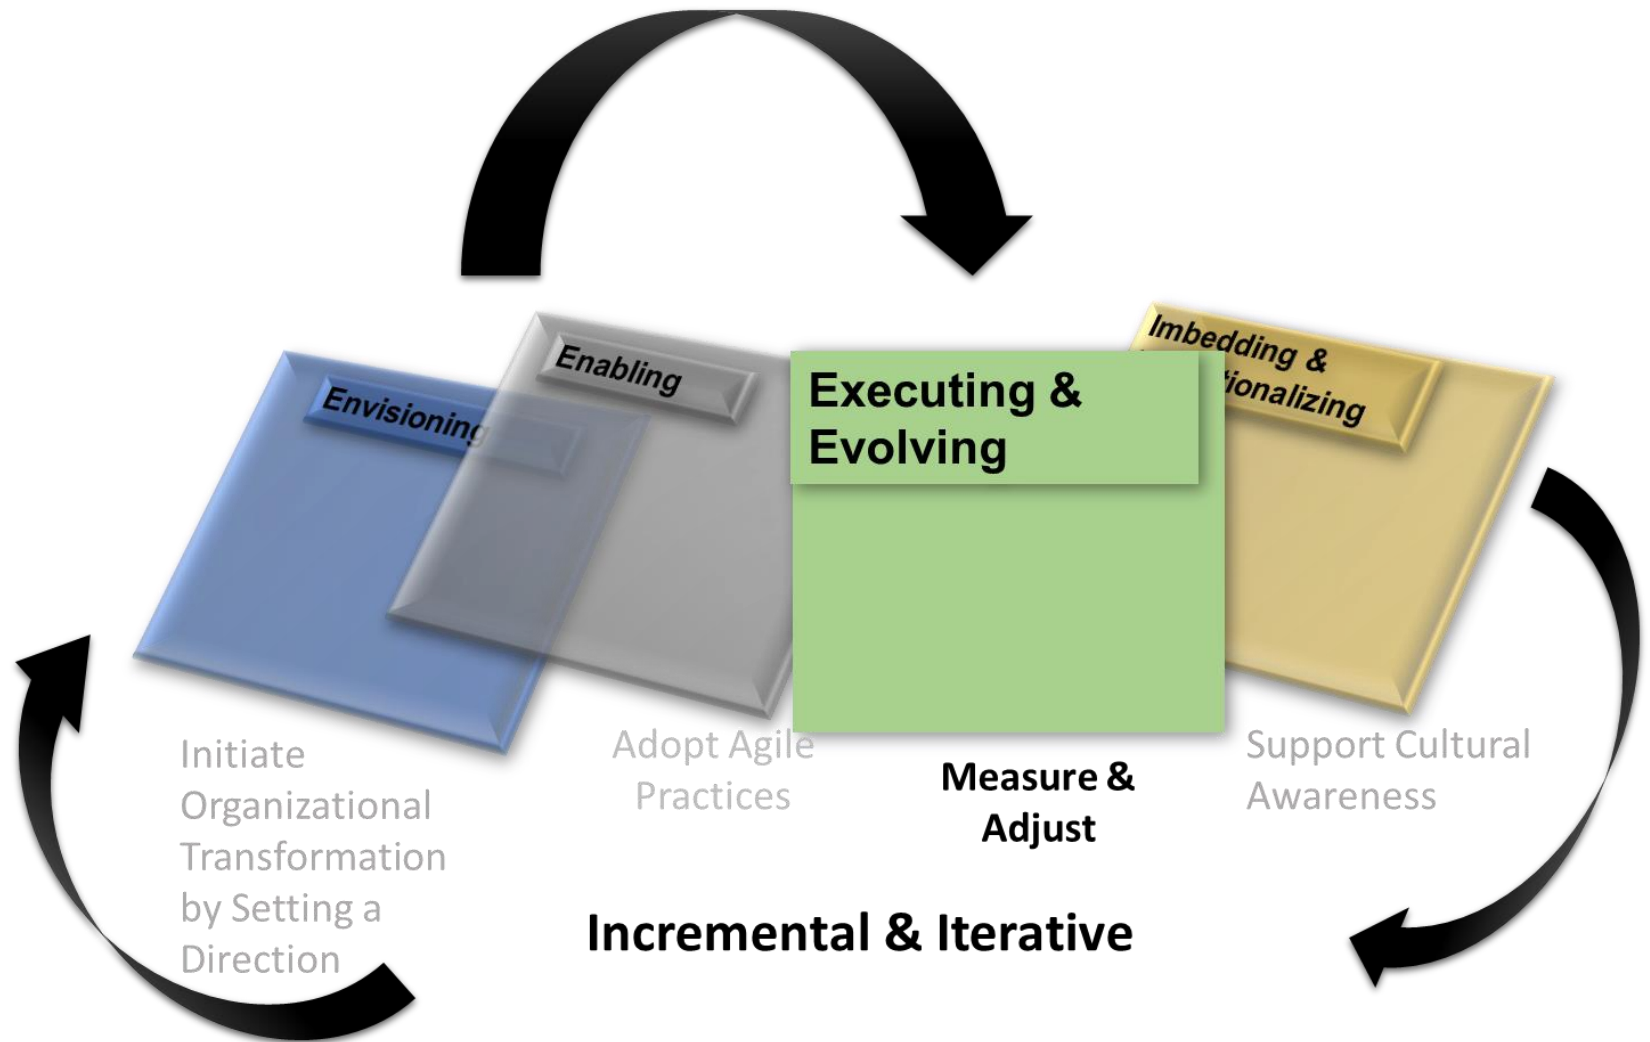 Envisioning
Enabling
Executing &
Evolving
Imbedding &
Initiate
Organizational
Transformation
by Setting a
Direction
Adopt Agile
Practices
Measure &
Adjust
Support Cultural
Awareness
Incremental & Iterative